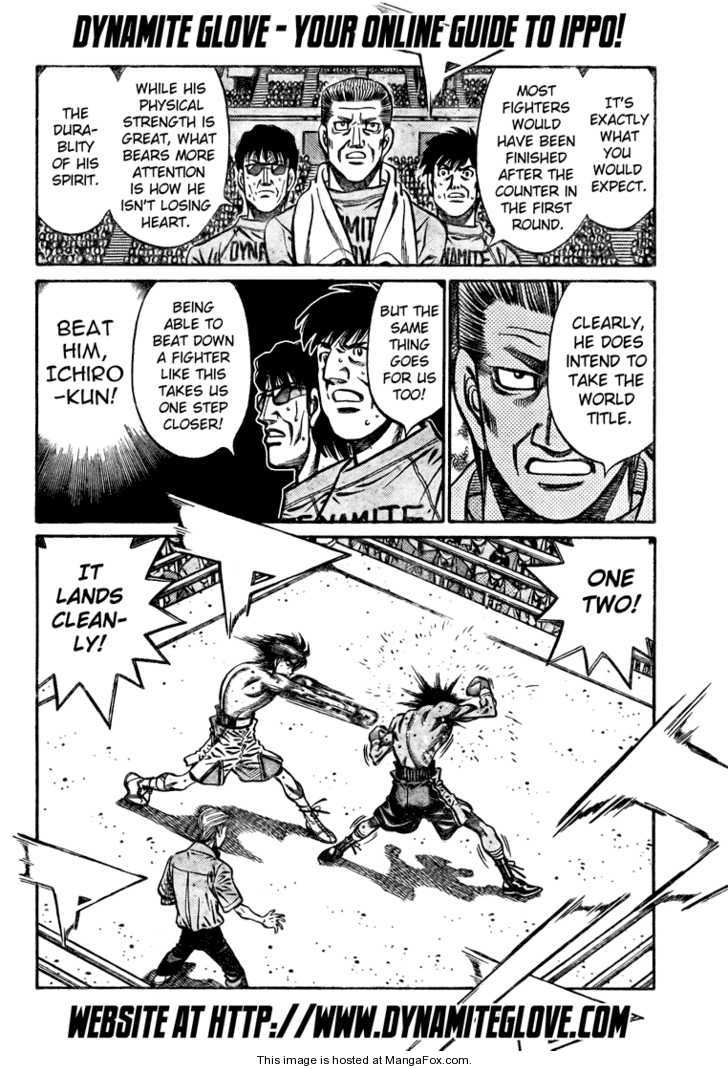 DYNAMITE GLOVE - YOUR ONLINE GUIDE TO IPPO!
IT'S
EXACTLY
WHAT
YOU
WOULD
EXPECT.
MOST
FIGHTERS
WOULD
HAVE BEEN
FINISHED
AFTER THE
COUNTER IN
THE FIRST
ROUND.
WHILE HIS
PHYSICAL
STRENGTH IS
GREAT, WHAT
BEARS MORE
ATTENTION
IS HOW HE
ISN'T LOSING
HEART.
THE
DURA-
BLITY
OF HIS
SPIRIT.
DYNA
EMITE
NAMITE
CLEARLY,
HE DOES
INTEND TO
TAKE THE
WORLD
TITLE.
BUT THE
SAME
THING
GOES
FOR US
TOO!
BEING
ABLE TO
BEAT DOWN
A FIGHTER
LIKE THIS
TAKES US
ONE STEP
CLOSER!
BEAT
HIM,
ICHIRO
-KUN!
ONE
TWO!
IT
LANDS
CLEAN-
LY!
WEBSITE AT HTTP://WWW.DYNAMITEGLOVE.COM
This image is hosted at MangaFox.com.